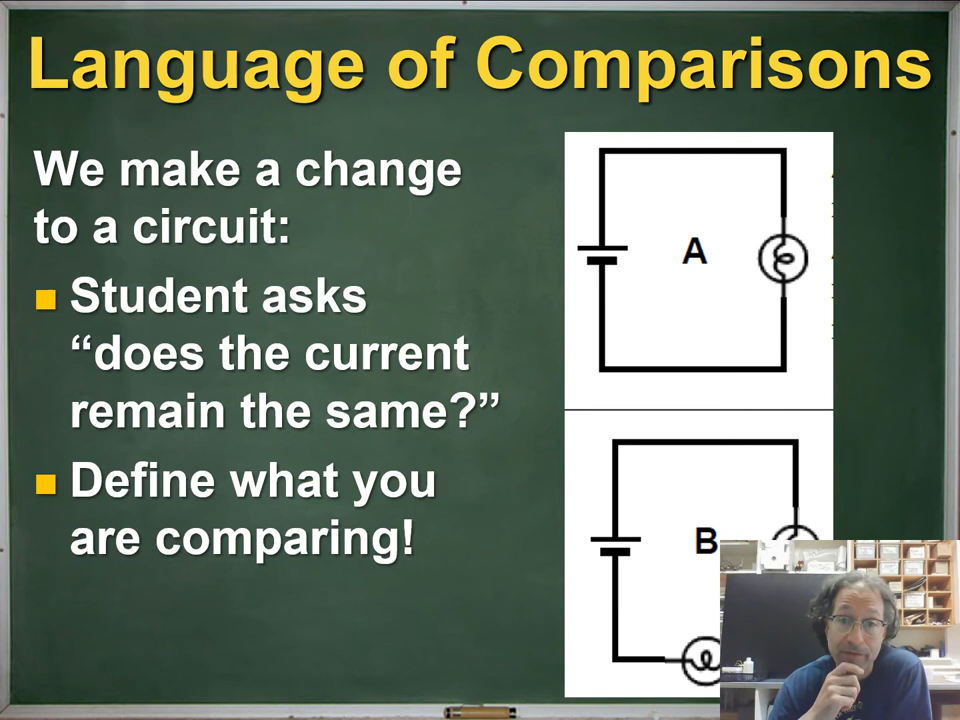 Language of Comparisons
We make a change
to a circuit:
Student asks
“does the current
remain the same?”
Define what you
are comparing!
A
B